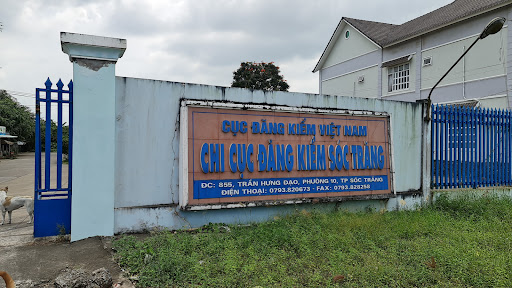 CỤC ĐĂNG KIỂM VIỆT NAM
CHI CỤC ĐĂNG KIỂM SÓC TRĂNG
ĐC: 855, TRẦN HƯNG ĐẠO, PHƯỜNG 10, TP SÓC TRĂNG
ĐIỆN THOẠI: 0793.820673 - FAX: 0793.828258